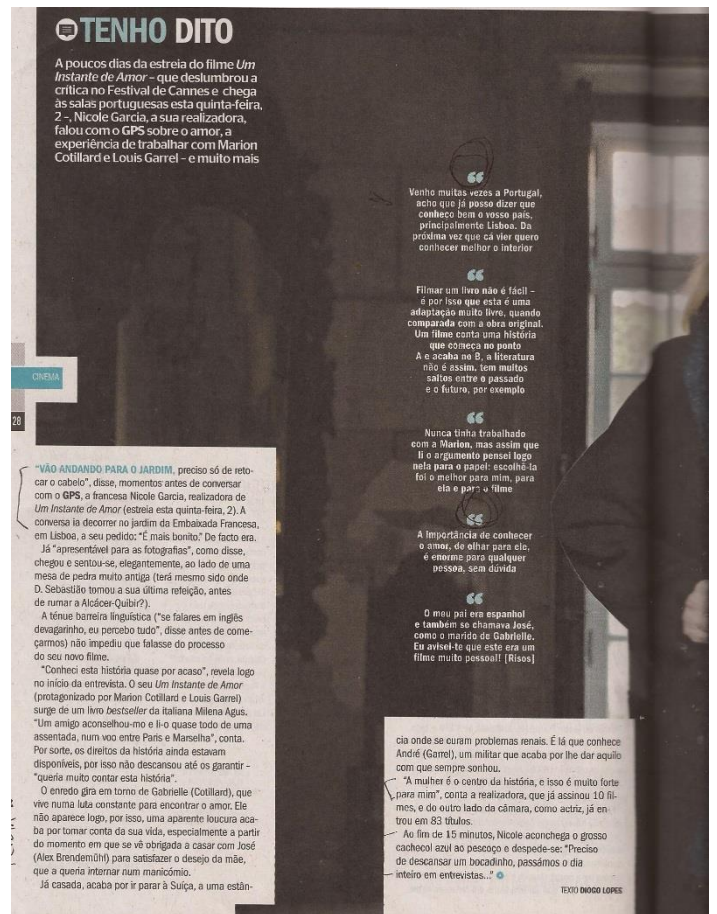 TENHO DITO
A poucos dias da estreia do filme Um
Instante de Amor – que deslumbrou a
crítica no Festival de Cannes e chega
às salas portuguesas esta quinta-feira,
2 –, Nicole Garcia, a sua realizadora,
falou com o GPS sobre o amor, a
experiência de trabalhar com Marion
Cotillard e Louis Garrel – e muito mais
Venho muitas vezes a Portugal,
acho que já posso dizer que
conheço bem o vosso país,
principalmente Lisboa. Da
próxima vez que cá vier quero
conhecer melhor o interior
Filmar um livro não é fácil –
é por isso que esta é uma
adaptação muito livre, quando
comparada com a obra original.
Um filme conta uma história
que começa no ponto
A e acaba no B, a literatura
não é assim, tem muitos
saltos entre o passado
e o futuro, por exemplo
Nunca tinha trabalhado
com a Marion, mas assim que
li o argumento pensei logo
nela para o papel: escolhê-la
foi o melhor para mim, para
ela e para o filme
A importância de conhecer
o amor, de olhar para ele,
é enorme para qualquer
pessoa, sem dúvida
O meu pai era espanhol
e também se chamava José,
como o marido de Gabrielle.
Eu avisei-te que este era um
filme muito pessoal! [Risos]
CINEMA
28
"VÃO ANDANDO PARA O JARDIM, preciso só de reto-
car o cabelo", disse, momentos antes de conversar
com o GPS, a francesa Nicole Garcia, realizadora de
Um Instante de Amor (estreia esta quinta-feira, 2). A
conversa ia decorrer no jardim da Embaixada Francesa,
em Lisboa, a seu pedido: "É mais bonito." De facto era.
Já "apresentável para as fotografias", como disse,
chegou e sentou-se, elegantemente, ao lado de uma
mesa de pedra muito antiga (terá mesmo sido onde
D. Sebastião tomou a sua última refeição, antes
de rumar a Alcácer-Quibir?).
A ténue barreira linguística ("se falares em inglês
devagarinho, eu percebo tudo", disse antes de come-
çarmos) não impediu que falasse do processo
do seu novo filme.
"Conheci esta história quase por acaso", revela logo
no início da entrevista. O seu Um Instante de Amor
(protagonizado por Marion Cotillard e Louis Garrel)
surge de um livro bestseller da italiana Milena Agus.
"Um amigo aconselhou-mo e li-o quase todo de uma
assentada, num voo entre Paris e Marselha", conta.
Por sorte, os direitos da história ainda estavam
disponíveis, por isso não descansou até os garantir –
"queria muito contar esta história".
O enredo gira em torno de Gabrielle (Cotillard), que
vive numa luta constante para encontrar o amor. Ele
não aparece logo, por isso, uma aparente loucura aca-
ba por tomar conta da sua vida, especialmente a partir
do momento em que se vê obrigada a casar com José
(Alex Brendemühl) para satisfazer o desejo da mãe,
que a queria internar num manicómio.
Já casada, acaba por ir parar à Suíça, a uma estân-
cia onde se curam problemas renais. É lá que conhece
André (Garrel), um militar que acaba por lhe dar aquilo
com que sempre sonhou.
"A mulher é o centro da história, e isso é muito forte
para mim", conta a realizadora, que já assinou 10 fil-
mes, e do outro lado da câmara, como actriz, já en-
trou em 83 títulos.
Ao fim de 15 minutos, Nicole aconchega o grosso
cachecol azul ao pescoço e despede-se: "Preciso
de descansar um bocadinho, passámos o dia
inteiro em entrevistas..."
TEXTO DIOGO LOPES